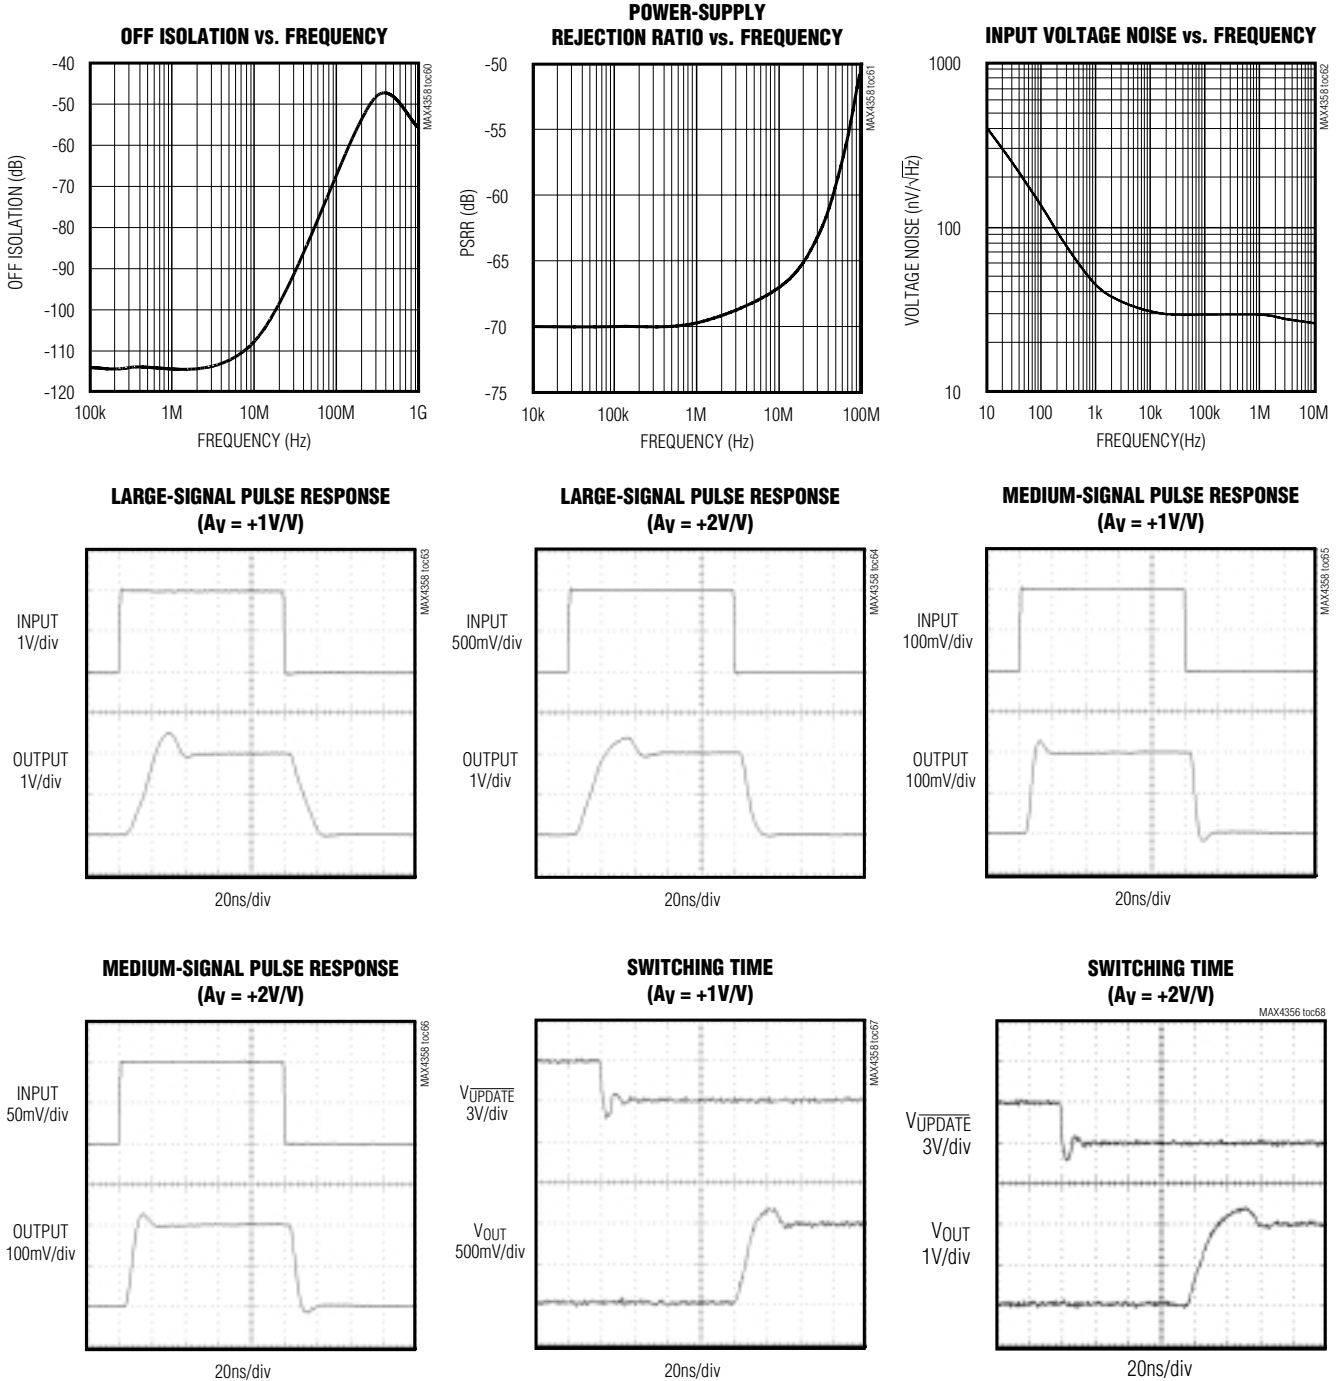 OFF ISOLATION vs. FREQUENCY
OFF ISOLATION (dB)
-40
-50
-60
-70
-80
-90
-100
-110
-120
100k 1M 10M 100M 1G
FREQUENCY (Hz)
MAX4358 toc60
POWER-SUPPLY
REJECTION RATIO vs. FREQUENCY
PSRR (dB)
-50
-55
-60
-65
-70
-75
10k 100k 1M 10M 100M
FREQUENCY (Hz)
MAX4358 toc61
INPUT VOLTAGE NOISE vs. FREQUENCY
VOLTAGE NOISE (nV/√Hz)
1000
100
10
10 100 1k 10k 100k 1M 10M
FREQUENCY(Hz)
MAX4358 toc62
LARGE-SIGNAL PULSE RESPONSE
(AV = +1V/V)
INPUT
1V/div
OUTPUT
1V/div
20ns/div
MAX4358 toc63
LARGE-SIGNAL PULSE RESPONSE
(AV = +2V/V)
INPUT
500mV/div
OUTPUT
1V/div
20ns/div
MAX4358 toc64
MEDIUM-SIGNAL PULSE RESPONSE
(AV = +1V/V)
INPUT
100mV/div
OUTPUT
100mV/div
20ns/div
MAX4358 toc65
MEDIUM-SIGNAL PULSE RESPONSE
(AV = +2V/V)
INPUT
50mV/div
OUTPUT
100mV/div
20ns/div
MAX4358 toc66
SWITCHING TIME
(AV = +1V/V)
VUPDATE
3V/div
VOUT
500mV/div
20ns/div
MAX4358 toc67
SWITCHING TIME
(AV = +2V/V)
MAX4356 toc68
VUPDATE
3V/div
VOUT
1V/div
20ns/div